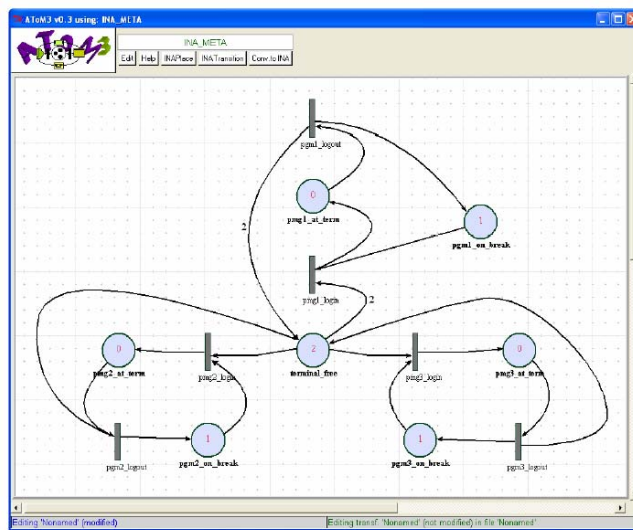 AToM3 v0.3 using: INA_META
AToM3
INA_META
Edit Help INAPlace INATransition Conv.to INA
pgm1_logout
0
pmg1_at_term
1
pgm1_on_break
2
pmg1_login
2
0
pmg2_at_term
pmg2_login
2
terminal_free
pmg3_login
0
pmg3_at_term
pgm2_logout
1
pgm2_on_break
1
pgm3_on_break
pgm3_logout
Editing 'Nonamed' (modified)
Editing transf. 'Nonamed' (not modified) in file 'Nonamed'